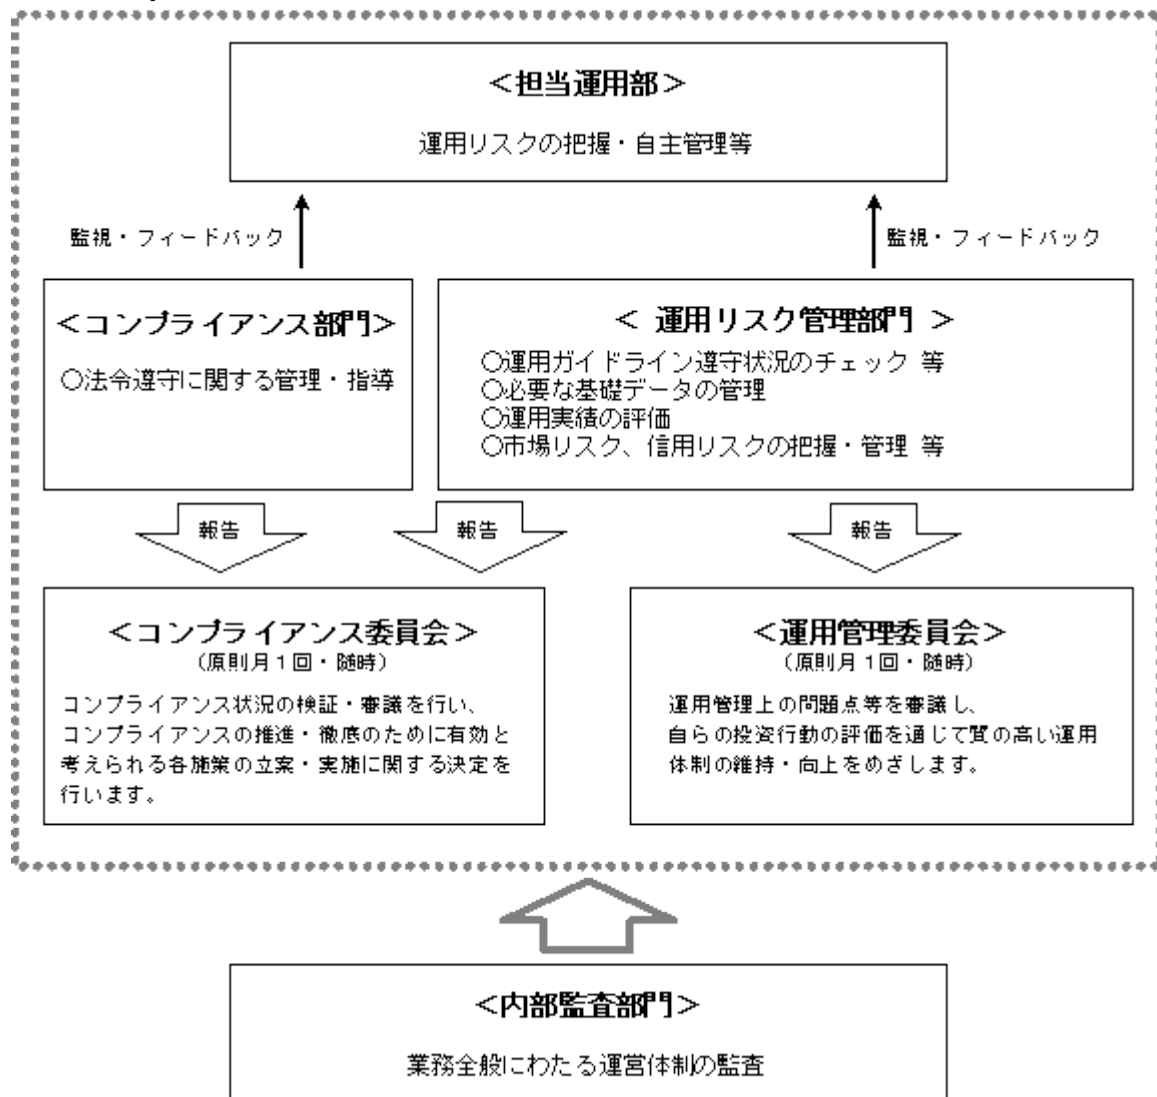 ＜担当運用部＞
運用リスクの把握・自主管理等
監視・フィードバック
監視・フィードバック
＜コンプライアンス部門＞
○法令遵守に関する管理・指導
＜ 運用リスク管理部門 ＞
○運用ガイドライン遵守状況のチェック 等
○必要な基礎データの管理
○運用実績の評価
○市場リスク、信用リスクの把握・管理 等
報告
報告
報告
＜コンプライアンス委員会＞
（原則月１回・随時）
コンプライアンス状況の検証・審議を行い、
コンプライアンスの推進・徹底のために有効と
考えられる各施策の立案・実施に関する決定を
行います。
＜運用管理委員会＞
（原則月１回・随時）
運用管理上の問題点等を審議し、
自らの投資行動の評価を通じて質の高い運用
体制の維持・向上をめざします。
＜内部監査部門＞
業務全般にわたる運営体制の監査